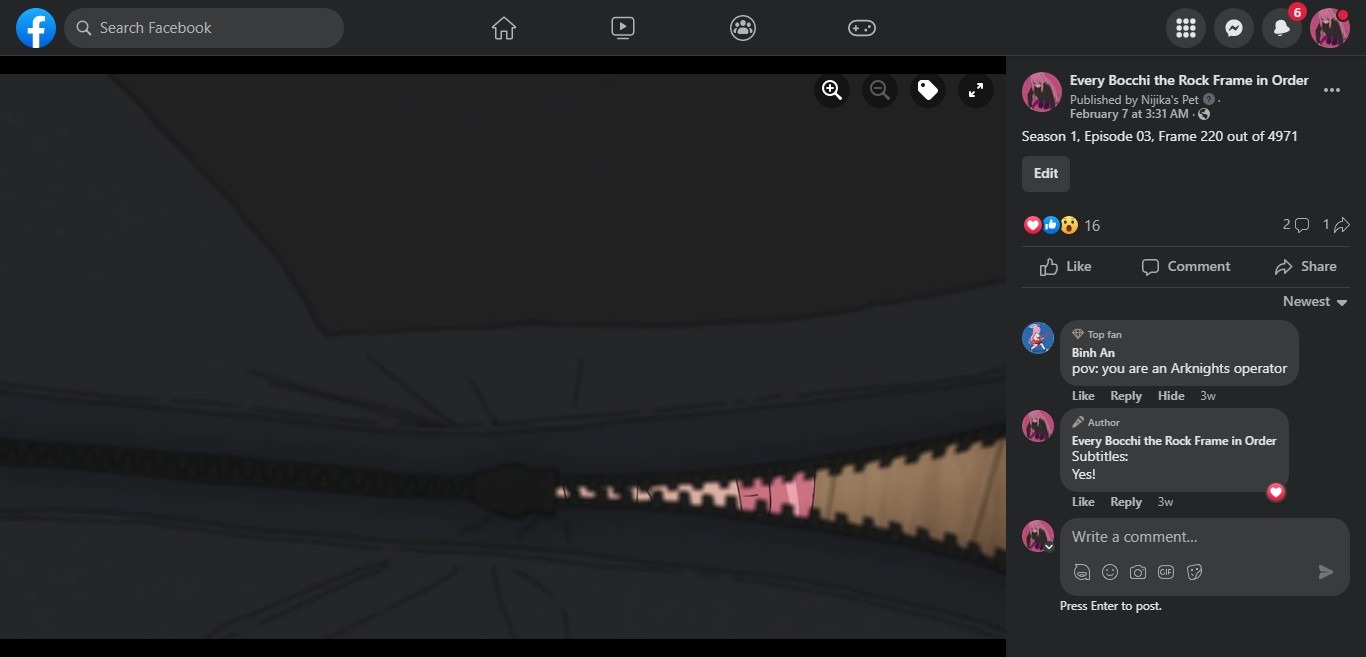 Search Facebook
6
Every Bocchi the Rock Frame in Order
Published by Nijika's Pet ? ·
February 7 at 3:31 AM ·
Season 1, Episode 03, Frame 220 out of 4971
Edit
16
2
1
Like
Comment
Share
Newest
Top fan
Bình An
pov: you are an Arknights operator
Like Reply Hide 3w
Author
Every Bocchi the Rock Frame in Order
Subtitles:
Yes!
Like Reply 3w
Write a comment...
GIF
Press Enter to post.